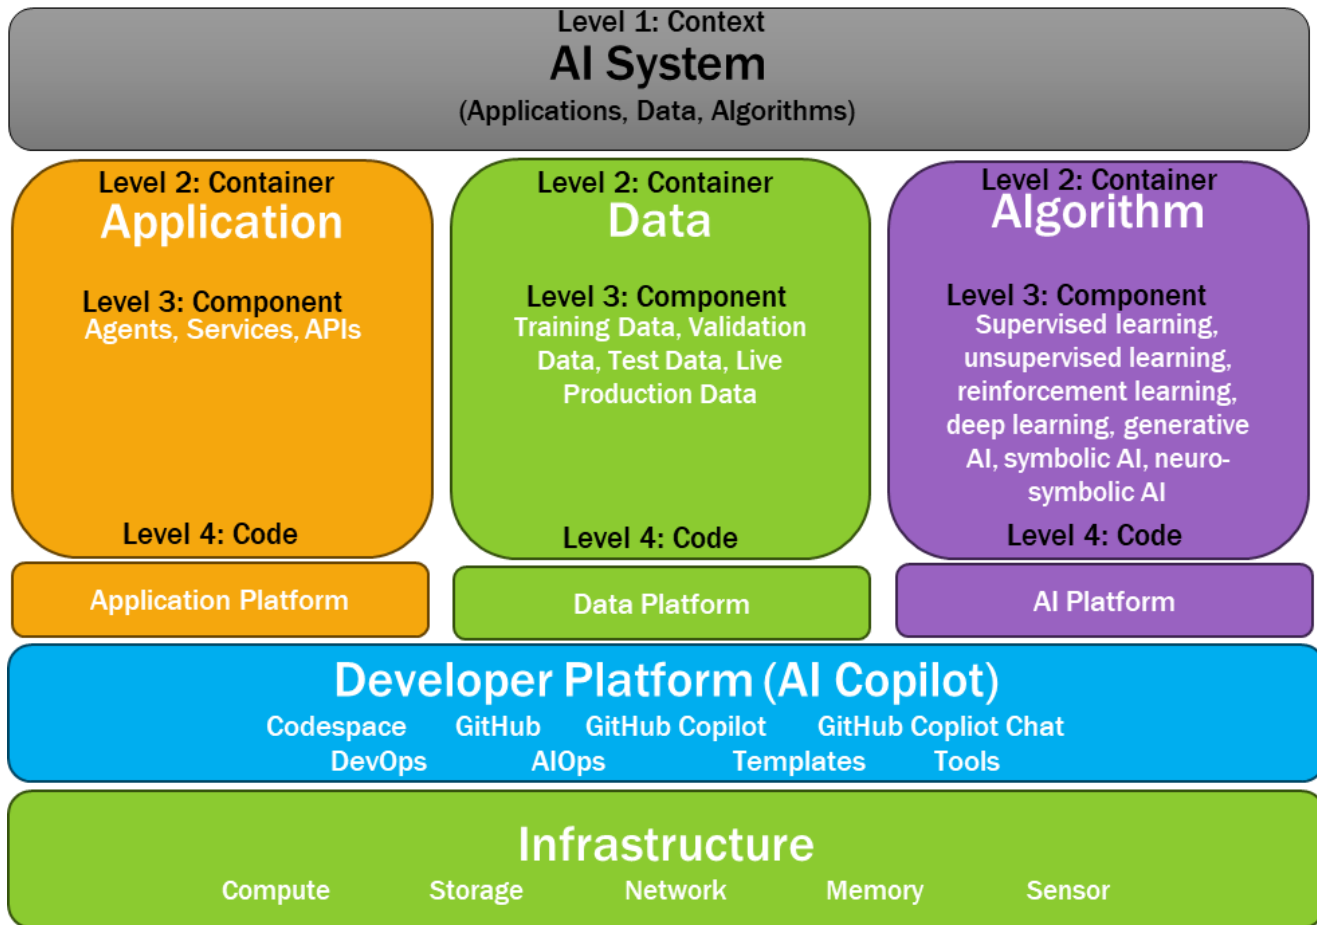 Level 1: Context
AI System
(Applications, Data, Algorithms)
Level 2: Container
Application
Level 3: Component
Agents, Services, APIs
Level 4: Code
Level 2: Container
Data
Level 3: Component
Training Data, Validation
Data, Test Data, Live
Production Data
Level 4: Code
Level 2: Container
Algorithm
Level 3: Component
Supervised learning,
unsupervised learning,
reinforcement learning,
deep learning, generative
AI, symbolic AI, neuro-
symbolic AI
Level 4: Code
Application Platform
Data Platform
AI Platform
Developer Platform (AI Copilot)
Codespace GitHub GitHub Copilot GitHub Copliot Chat
DevOps AIOps Templates Tools
Infrastructure
Compute Storage Network Memory Sensor